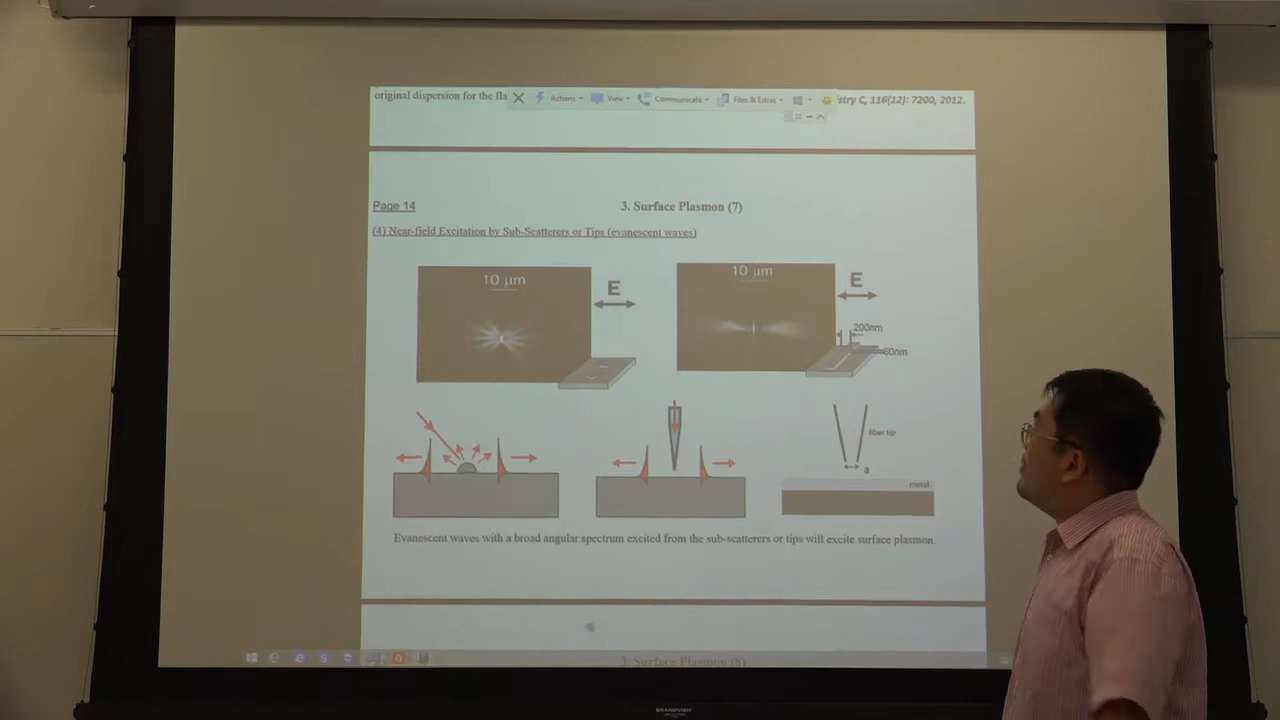 original dispersion for the fla
Actions
View
Communicate
Files & Extras
stry C, 116(12): 7200, 2012.
Page 14
3. Surface Plasmon (7)
(4) Near-field Excitation by Sub-Scatterers or Tips (evanescent waves)
10 μm
E
10 μm
E
200nm
60nm
fiber tip
a
metal
Evanescent waves with a broad angular spectrum excited from the sub-scatterers or tips will excite surface plasmon.
3. Surface Plasmon (8)
GRANDVIEW